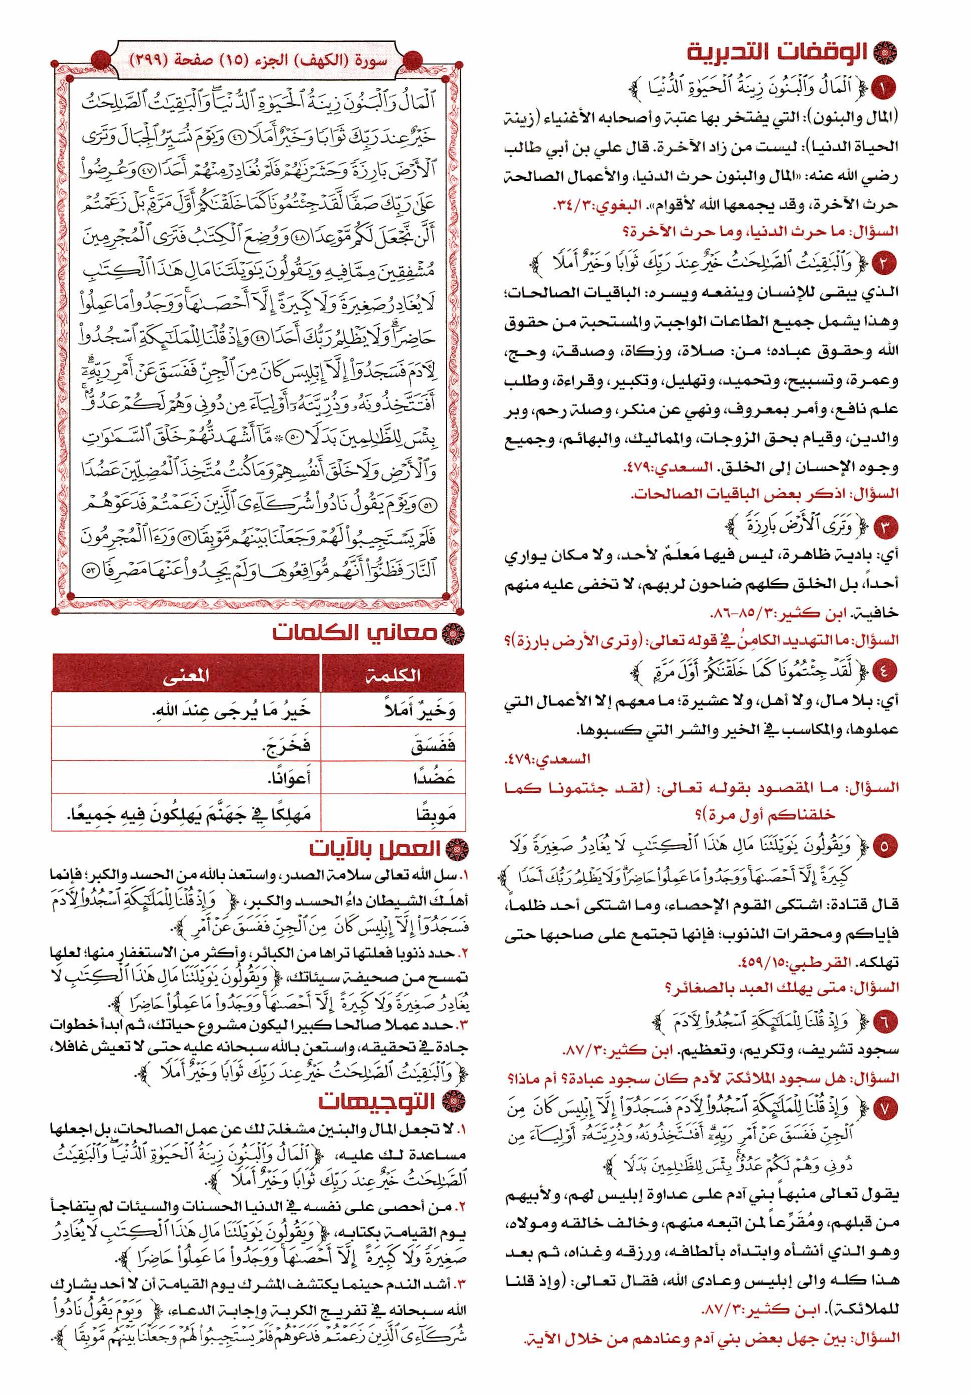 الوقفات التدبرية
١ ﴿ ٱلْمَالُ وَٱلْبَنُونَ زِينَةُ ٱلْحَيَوٰةِ ٱلدُّنْيَا ﴾
(المال والبنون): التي يفتخر بها عتبة وأصحابه الأغنياء (زينة
الحياة الدنيا): ليست من زاد الآخرة. قال علي بن أبي طالب
رضي الله عنه: «المال والبنون حرث الدنيا، والأعمال الصالحة
حرث الآخرة، وقد يجمعها الله لأقوام». البغوي:٣٤/٣.
السؤال: ما حرث الدنيا، وما حرث الآخرة؟
٢ ﴿ وَٱلْبَٰقِيَٰتُ ٱلصَّٰلِحَٰتُ خَيْرٌ عِندَ رَبِّكَ ثَوَابًا وَخَيْرٌ أَمَلًا ﴾
الذي يبقى للإنسان وينفعه ويسره: الباقيات الصالحات؛
وهذا يشمل جميع الطاعات الواجبة والمستحبة من حقوق
الله وحقوق عباده؛ من: صلاة، وزكاة، وصدقة، وحج،
وعمرة، وتسبيح، وتحميد، وتهليل، وتكبير، وقراءة، وطلب
علم نافع، وأمر بمعروف، ونهي عن منكر، وصلة رحم، وبر
والدين، وقيام بحق الزوجات، والمماليك، والبهائم، وجميع
وجوه الإحسان إلى الخلق. السعدي:٤٧٩.
السؤال: اذكر بعض الباقيات الصالحات.
٣ ﴿ وَتَرَى ٱلْأَرْضَ بَارِزَةً ﴾
أي: بادية ظاهرة، ليس فيها مَعلَمٌ لأحد، ولا مكان يواري
أحداً، بل الخلق كلهم ضاحون لربهم، لا تخفى عليه منهم
خافية. ابن كثير:٨٥/٣-٨٦.
السؤال: ما التهديد الكامنُ في قوله تعالى: (وترى الأرض بارزة)؟
٤ ﴿ لَّقَدْ جِئْتُمُونَا كَمَا خَلَقْنَٰكُمْ أَوَّلَ مَرَّةٍۭ ﴾
أي: بلا مال، ولا أهل، ولا عشيرة؛ ما معهم إلا الأعمال التي
عملوها، والمكاسب في الخير والشر التي كسبوها.
السعدي:٤٧٩.
السؤال: ما المقصود بقوله تعالى: (لقد جئتمونا كما
خلقناكم أول مرة)؟
٥ ﴿ وَيَقُولُونَ يَٰوَيْلَتَنَا مَالِ هَٰذَا ٱلْكِتَٰبِ لَا يُغَادِرُ صَغِيرَةً وَلَا
كَبِيرَةً إِلَّآ أَحْصَىٰهَا ۚ وَوَجَدُوا۟ مَا عَمِلُوا۟ حَاضِرًا ۗ وَلَا يَظْلِمُ رَبُّكَ أَحَدًا ﴾
قال قتادة: اشتكى القوم الإحصاء، وما اشتكى أحد ظلماً،
فإياكم ومحقرات الذنوب؛ فإنها تجتمع على صاحبها حتى
تهلكه. القرطبي:٤٥٩/١٥.
السؤال: متى يهلك العبد بالصغائر؟
٦ ﴿ وَإِذْ قُلْنَا لِلْمَلَٰٓئِكَةِ ٱسْجُدُوا۟ لِءَادَمَ ﴾
سجود تشريف، وتكريم، وتعظيم. ابن كثير:٨٧/٣.
السؤال: هل سجود الملائكة لآدم كان سجود عبادة؟ أم ماذا؟
٧ ﴿ وَإِذْ قُلْنَا لِلْمَلَٰٓئِكَةِ ٱسْجُدُوا۟ لِءَادَمَ فَسَجَدُوٓا۟ إِلَّآ إِبْلِيسَ كَانَ مِنَ
ٱلْجِنِّ فَفَسَقَ عَنْ أَمْرِ رَبِّهِۦٓ ۗ أَفَتَتَّخِذُونَهُۥ وَذُرِّيَّتَهُۥٓ أَوْلِيَآءَ مِن
دُونِى وَهُمْ لَكُمْ عَدُوٌّۢ ۚ بِئْسَ لِلظَّٰلِمِينَ بَدَلًا ﴾
يقول تعالى منبهاً بني آدم على عداوة إبليس لهم، ولأبيهم
من قبلهم، ومُقَرِّعاً لمن اتبعه منهم، وخالف خالقه ومولاه،
وهو الذي أنشأه وابتدأه بألطافه، ورزقه وغذاه، ثم بعد
هذا كله والى إبليس وعادى الله، فقال تعالى: (وإذ قلنا
للملائكة). ابن كثير:٨٧/٣.
السؤال: بين جهل بعض بني آدم وعنادهم من خلال الآية.
سورة (الكهف) الجزء (١٥) صفحة (٢٩٩)
ٱلْمَالُ وَٱلْبَنُونَ زِينَةُ ٱلْحَيَوٰةِ ٱلدُّنْيَا ۖ وَٱلْبَٰقِيَٰتُ ٱلصَّٰلِحَٰتُ
خَيْرٌ عِندَ رَبِّكَ ثَوَابًا وَخَيْرٌ أَمَلًا ٤٦ وَيَوْمَ نُسَيِّرُ ٱلْجِبَالَ وَتَرَى
ٱلْأَرْضَ بَارِزَةً وَحَشَرْنَٰهُمْ فَلَمْ نُغَادِرْ مِنْهُمْ أَحَدًا ٤٧ وَعُرِضُوا۟
عَلَىٰ رَبِّكَ صَفًّا لَّقَدْ جِئْتُمُونَا كَمَا خَلَقْنَٰكُمْ أَوَّلَ مَرَّةٍۭ ۚ بَلْ زَعَمْتُمْ
أَلَّن نَّجْعَلَ لَكُم مَّوْعِدًا ٤٨ وَوُضِعَ ٱلْكِتَٰبُ فَتَرَى ٱلْمُجْرِمِينَ
مُشْفِقِينَ مِمَّا فِيهِ وَيَقُولُونَ يَٰوَيْلَتَنَا مَالِ هَٰذَا ٱلْكِتَٰبِ
لَا يُغَادِرُ صَغِيرَةً وَلَا كَبِيرَةً إِلَّآ أَحْصَىٰهَا ۚ وَوَجَدُوا۟ مَا عَمِلُوا۟
حَاضِرًا ۗ وَلَا يَظْلِمُ رَبُّكَ أَحَدًا ٤٩ وَإِذْ قُلْنَا لِلْمَلَٰٓئِكَةِ ٱسْجُدُوا۟
لِءَادَمَ فَسَجَدُوٓا۟ إِلَّآ إِبْلِيسَ كَانَ مِنَ ٱلْجِنِّ فَفَسَقَ عَنْ أَمْرِ رَبِّهِۦٓ ۗ
أَفَتَتَّخِذُونَهُۥ وَذُرِّيَّتَهُۥٓ أَوْلِيَآءَ مِن دُونِى وَهُمْ لَكُمْ عَدُوٌّۢ ۚ
بِئْسَ لِلظَّٰلِمِينَ بَدَلًا ٥٠ ۞ مَّآ أَشْهَدتُّهُمْ خَلْقَ ٱلسَّمَٰوَٰتِ
وَٱلْأَرْضِ وَلَا خَلْقَ أَنفُسِهِمْ وَمَا كُنتُ مُتَّخِذَ ٱلْمُضِلِّينَ عَضُدًا
٥١ وَيَوْمَ يَقُولُ نَادُوا۟ شُرَكَآءِىَ ٱلَّذِينَ زَعَمْتُمْ فَدَعَوْهُمْ
فَلَمْ يَسْتَجِيبُوا۟ لَهُمْ وَجَعَلْنَا بَيْنَهُم مَّوْبِقًا ٥٢ وَرَءَا ٱلْمُجْرِمُونَ
ٱلنَّارَ فَظَنُّوٓا۟ أَنَّهُم مُّوَاقِعُوهَا وَلَمْ يَجِدُوا۟ عَنْهَا مَصْرِفًا ٥٣
معاني الكلمات
الكلمة المعنى
وَخَيرٌ أَمَلاً خَيرُ مَا يُرجَى عِندَ اللهِ.
فَفَسَقَ فَخَرَجَ.
عَضُدًا أَعوَانًا.
مَوبِقًا مَهلِكًا فِي جَهَنَّمَ يَهلِكُونَ فِيهِ جَمِيعًا.
العمل بالآيات
١. سل الله تعالى سلامة الصدر، واستعذ بالله من الحسد والكبر؛ فإنما
أهلَكَ الشيطان داءُ الحسد والكبر، ﴿ وَإِذْ قُلْنَا لِلْمَلَٰٓئِكَةِ ٱسْجُدُوا۟ لِءَادَمَ
فَسَجَدُوٓا۟ إِلَّآ إِبْلِيسَ كَانَ مِنَ ٱلْجِنِّ فَفَسَقَ عَنْ أَمْرِ ﴾.
٢. حدد ذنوبا فعلتها تراها من الكبائر، وأكثر من الاستغفار منها؛ لعلها
تمسح من صحيفة سيئاتك، ﴿ وَيَقُولُونَ يَٰوَيْلَتَنَا مَالِ هَٰذَا ٱلْكِتَٰبِ لَا
يُغَادِرُ صَغِيرَةً وَلَا كَبِيرَةً إِلَّآ أَحْصَىٰهَا ۚ وَوَجَدُوا۟ مَا عَمِلُوا۟ حَاضِرًا ﴾.
٣. حدد عملا صالحا كبيرا ليكون مشروع حياتك، ثم ابدأ خطوات
جادة في تحقيقه، واستعن بالله سبحانه عليه حتى لا تعيش غافلا،
﴿ وَٱلْبَٰقِيَٰتُ ٱلصَّٰلِحَٰتُ خَيْرٌ عِندَ رَبِّكَ ثَوَابًا وَخَيْرٌ أَمَلًا ﴾.
التوجيهات
١. لا تجعل المال والبنين مشغلة لك عن عمل الصالحات، بل اجعلها
مساعدة لك عليه، ﴿ ٱلْمَالُ وَٱلْبَنُونَ زِينَةُ ٱلْحَيَوٰةِ ٱلدُّنْيَا ۖ وَٱلْبَٰقِيَٰتُ
ٱلصَّٰلِحَٰتُ خَيْرٌ عِندَ رَبِّكَ ثَوَابًا وَخَيْرٌ أَمَلًا ﴾.
٢. من أحصى على نفسه في الدنيا الحسنات والسيئات لم يتفاجأ
يوم القيامة بكتابه، ﴿ وَيَقُولُونَ يَٰوَيْلَتَنَا مَالِ هَٰذَا ٱلْكِتَٰبِ لَا يُغَادِرُ
صَغِيرَةً وَلَا كَبِيرَةً إِلَّآ أَحْصَىٰهَا ۚ وَوَجَدُوا۟ مَا عَمِلُوا۟ حَاضِرًا ﴾.
٣. أشد الندم حينما يكتشف المشرك يوم القيامة أن لا أحد يشارك
الله سبحانه في تفريج الكربة وإجابة الدعاء، ﴿ وَيَوْمَ يَقُولُ نَادُوا۟
شُرَكَآءِىَ ٱلَّذِينَ زَعَمْتُمْ فَدَعَوْهُمْ فَلَمْ يَسْتَجِيبُوا۟ لَهُمْ وَجَعَلْنَا بَيْنَهُم مَّوْبِقًا ﴾.